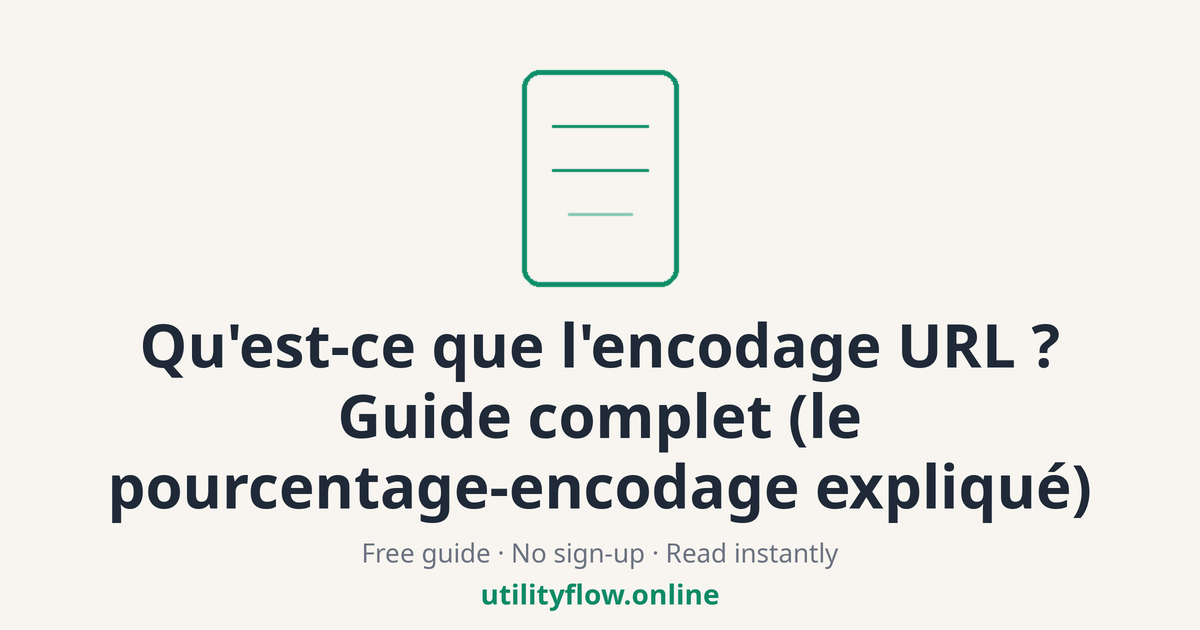 Qu'est-ce que l'encodage URL ?
Guide complet (le
pourcentage-encodage expliqué)
Free guide · No sign-up · Read instantly
utilityflow.online